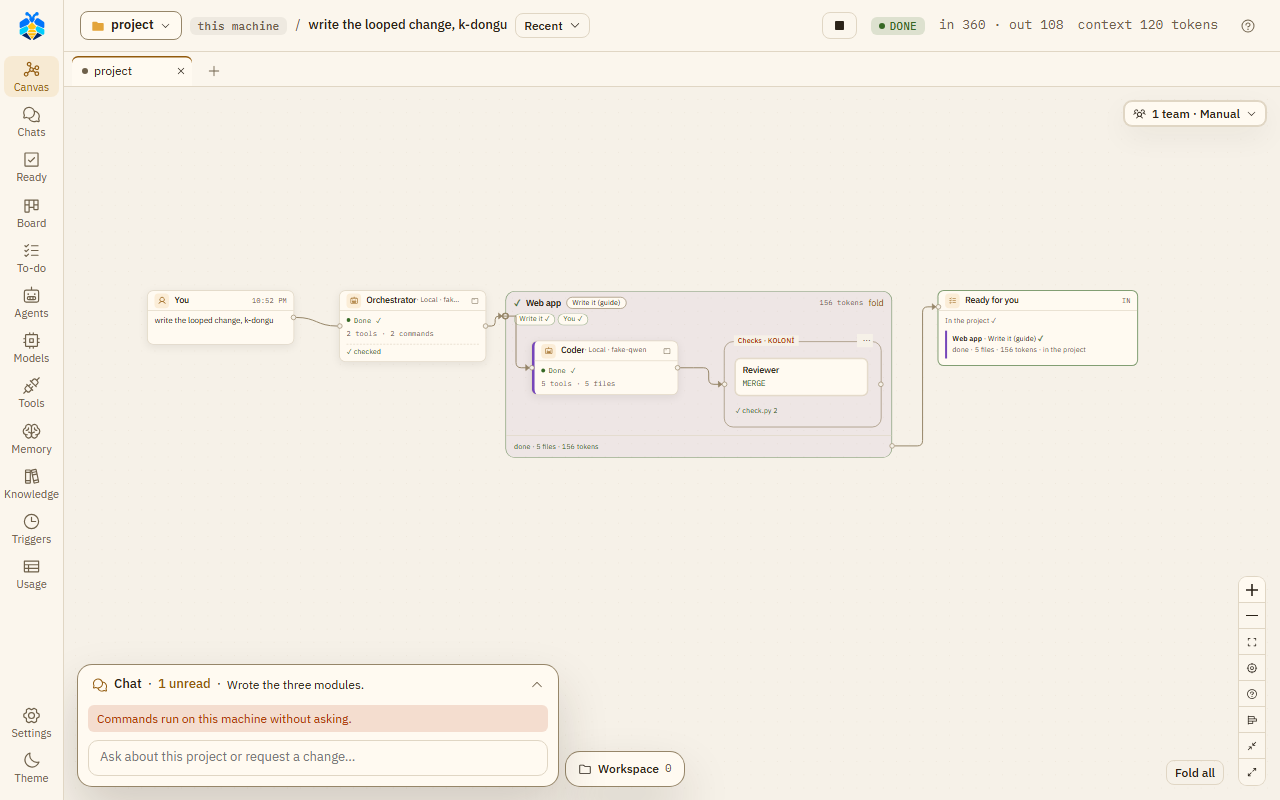 project
this machine / write the looped change, k-dongu Recent
DONE in 360 · out 108 context 120 tokens
project
1 team · Manual
Canvas
Chats
Ready
Board
To-do
Agents
Models
Tools
Memory
Knowledge
Triggers
Usage
Settings
Theme
You 10:52 PM
write the looped change, k-dongu
Orchestrator · Local · fak…
Done ✓
2 tools · 2 commands
✓ checked
✓ Web app Write it (guide) 156 tokens fold
Write it ✓ You ✓
Coder · Local · fake-qwen
Done ✓
5 tools · 5 files
Checks · KOLONİ ···
Reviewer
MERGE
✓ check.py 2
done · 5 files · 156 tokens
Ready for you IN
In the project ✓
Web app · Write it (guide) ✓
done · 5 files · 156 tokens · in the project
Chat · 1 unread · Wrote the three modules.
Commands run on this machine without asking.
Ask about this project or request a change...
Workspace 0
Fold all